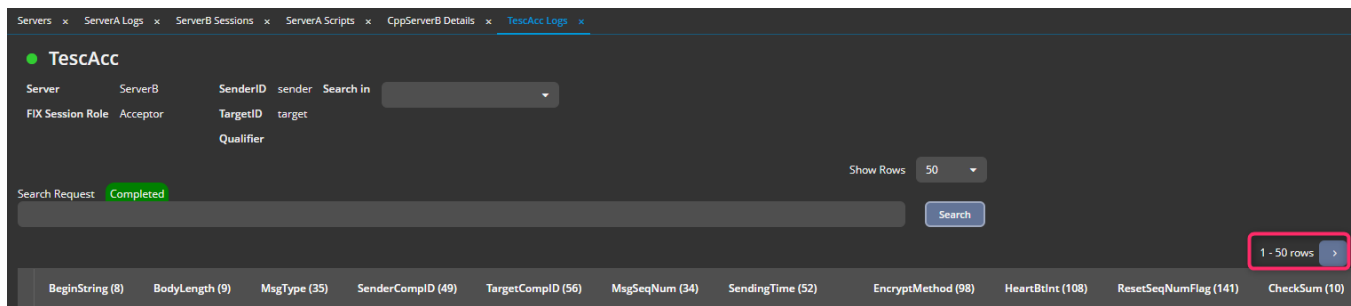 Servers x ServerA Logs x ServerB Sessions x ServerA Scripts x CppServerB Details x TescAcc Logs x
TescAcc
Server ServerB SenderID sender Search in
FIX Session Role Acceptor TargetID target
Qualifier
Show Rows 50
Search Request Completed
Search
1 - 50 rows >
BeginString (8) BodyLength (9) MsgType (35) SenderCompID (49) TargetCompID (56) MsgSeqNum (34) SendingTime (52) EncryptMethod (98) HeartBtInt (108) ResetSeqNumFlag (141) CheckSum (10)